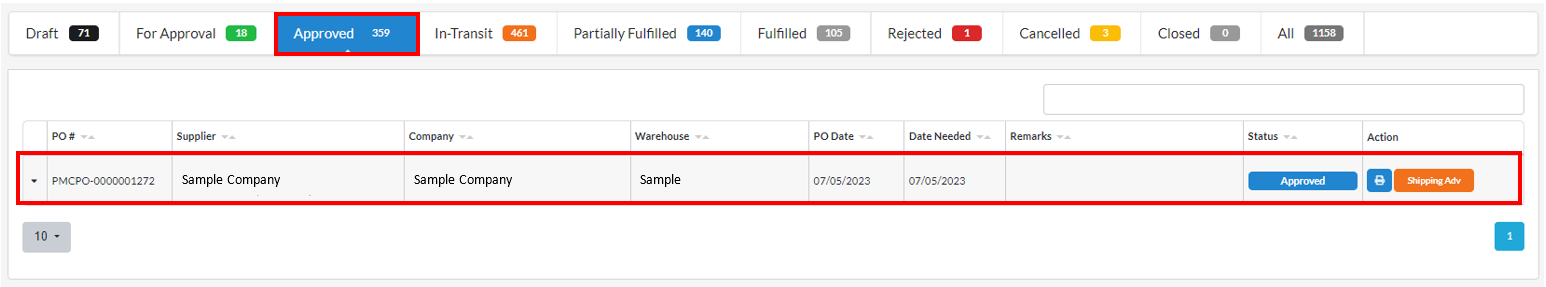 Draft 71 For Approval 18 Approved 359 In-Transit 461 Partially Fulfilled 140 Fulfilled 105 Rejected 1 Cancelled 3 Closed 0 All 1158
PO # Supplier Company Warehouse PO Date Date Needed Remarks Status Action
PMCPO-0000001272 Sample Company Sample Company Sample 07/05/2023 07/05/2023 Approved Shipping Adv
10 1